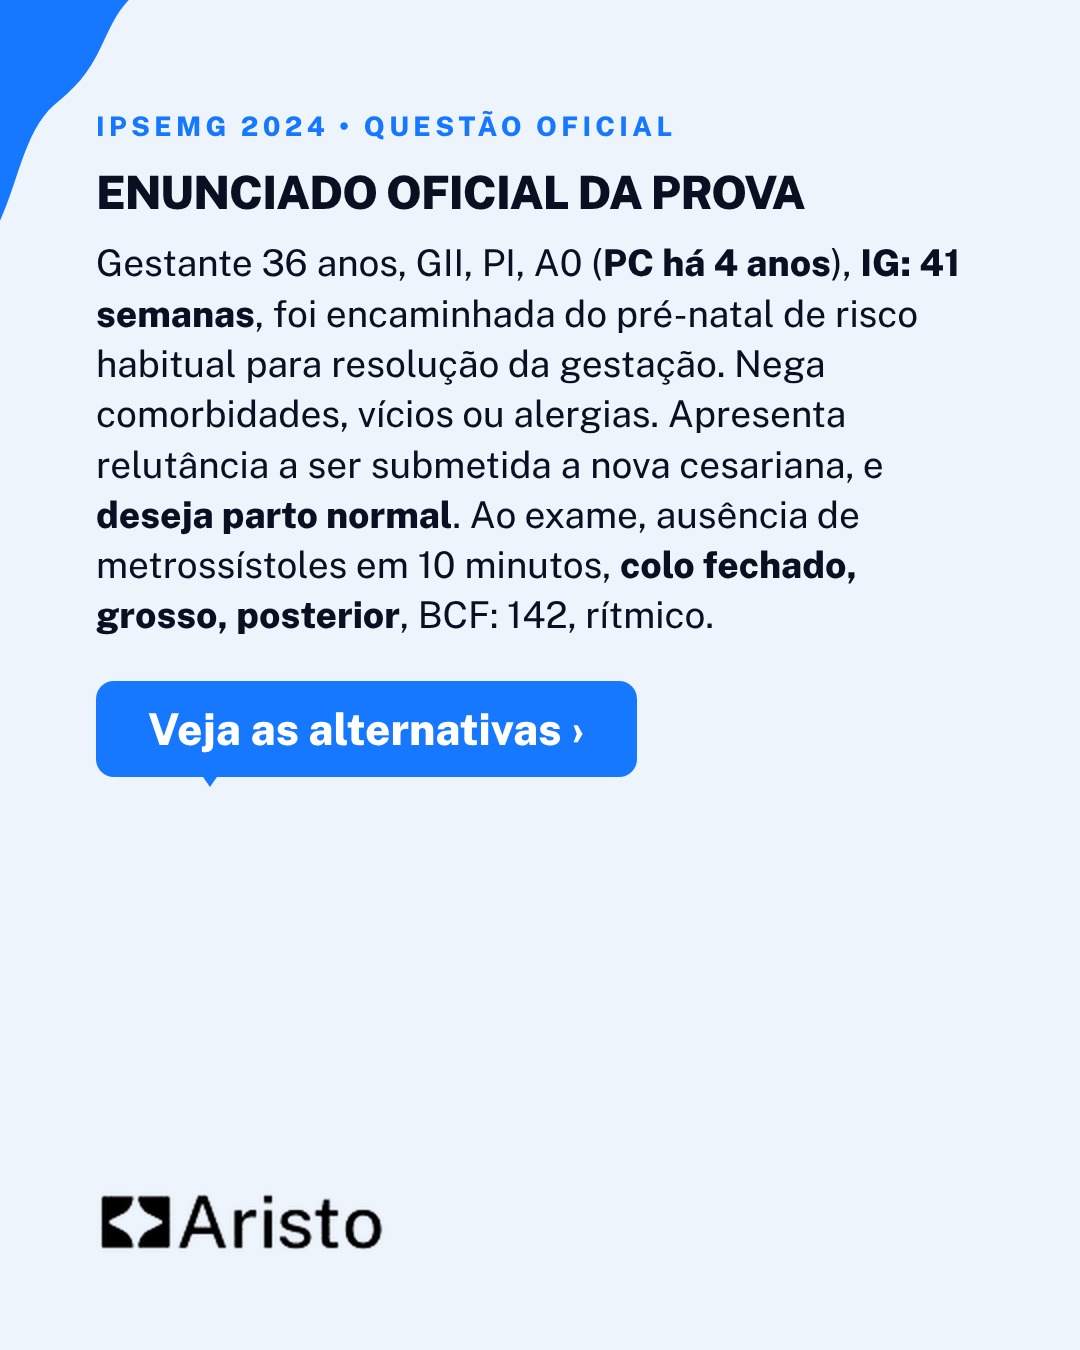 IPSEMG 2024 • QUESTÃO OFICIAL
ENUNCIADO OFICIAL DA PROVA
Gestante 36 anos, GII, PI, A0 (PC há 4 anos), IG: 41
semanas, foi encaminhada do pré-natal de risco
habitual para resolução da gestação. Nega
comorbidades, vícios ou alergias. Apresenta
relutância a ser submetida a nova cesariana, e
deseja parto normal. Ao exame, ausência de
metrossístoles em 10 minutos, colo fechado,
grosso, posterior, BCF: 142, rítmico.
Veja as alternativas ›
Aristo